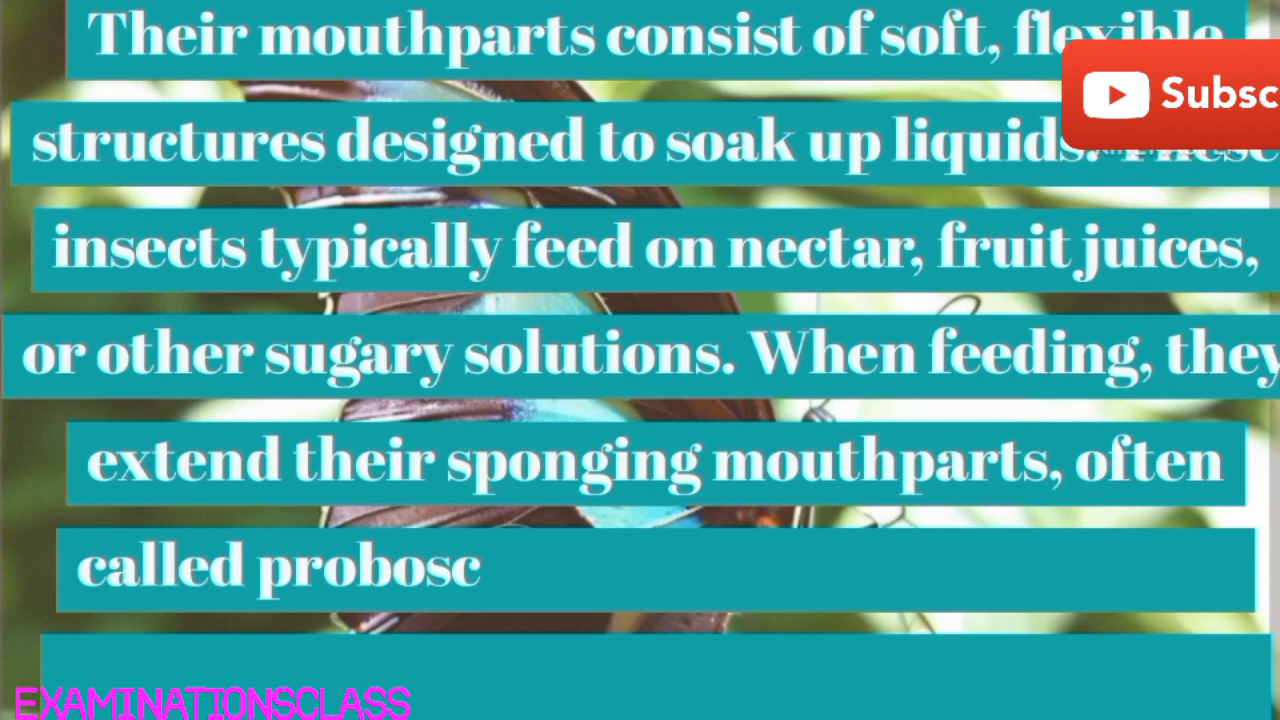 Their mouthparts consist of soft, flexible
Subsc
structures designed to soak up liquids.
insects typically feed on nectar, fruit juices,
or other sugary solutions. When feeding, they
extend their sponging mouthparts, often
called probosc
EXAMINATIONSCLASS